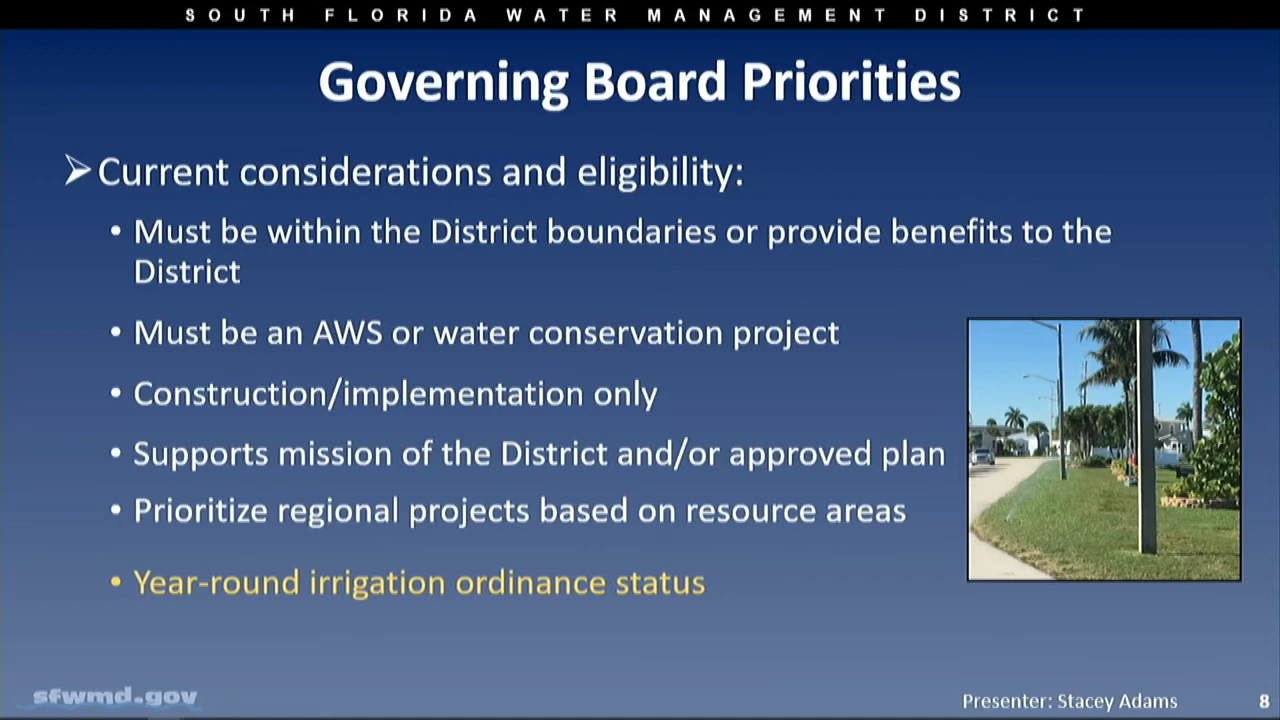 SOUTH FLORIDA WATER MANAGEMENT DISTRICT
Governing Board Priorities
➢ Current considerations and eligibility:
• Must be within the District boundaries or provide benefits to the
District
• Must be an AWS or water conservation project
• Construction/implementation only
• Supports mission of the District and/or approved plan
• Prioritize regional projects based on resource areas
• Year-round irrigation ordinance status
sfwmd.gov
Presenter: Stacey Adams
8